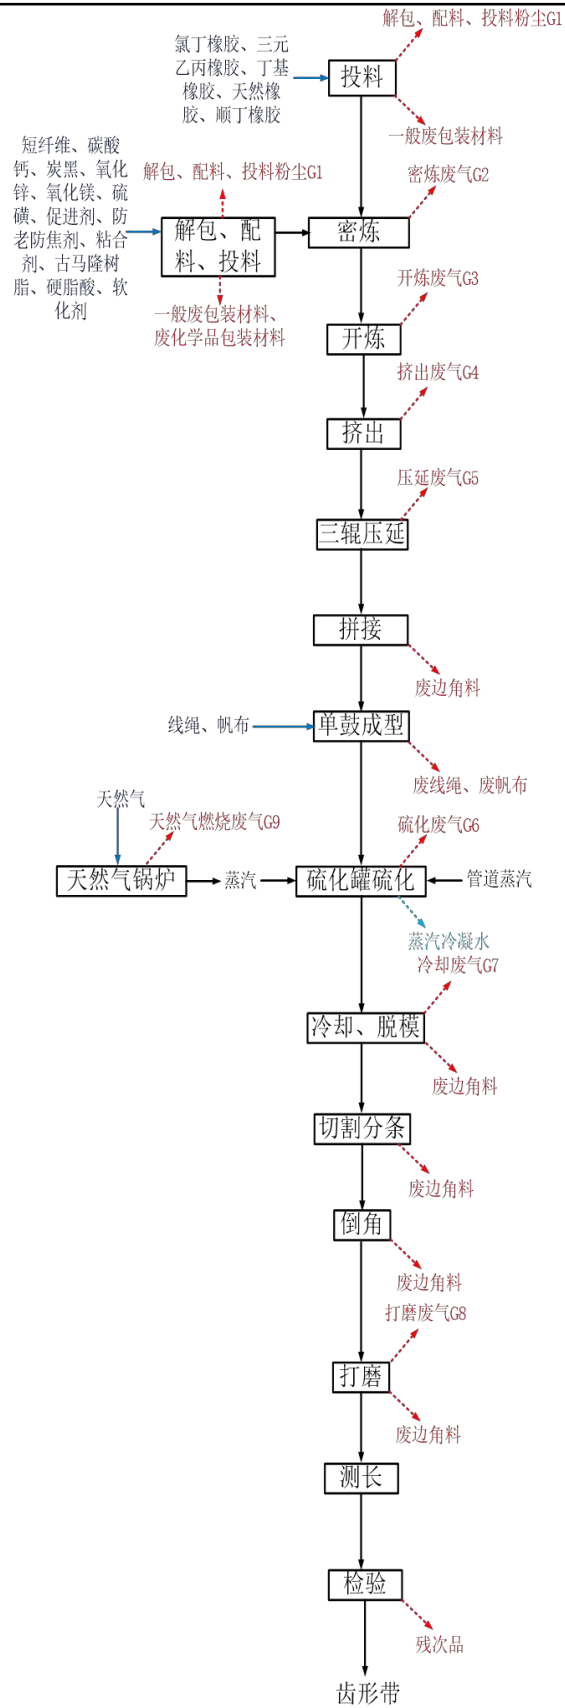 解包、配料、投料粉尘G1
氯丁橡胶、三元
乙丙橡胶、丁基
橡胶、天然橡
胶、顺丁橡胶
投料
一般废包装材料
短纤维、碳酸
钙、炭黑、氧化
锌、氧化镁、硫
磺、促进剂、防
老防焦剂、粘合
剂、古马隆树
脂、硬脂酸、软
化剂
解包、配料、投料粉尘G1
解包、配
料、投料
一般废包装材料、
废化学品包装材料
密炼废气G2
密炼
开炼废气G3
开炼
挤出废气G4
挤出
压延废气G5
三辊压延
拼接
废边角料
线绳、帆布
单鼓成型
废线绳、废帆布
天然气
天然气燃烧废气G9
天然气锅炉
蒸汽
硫化废气G6
硫化罐硫化
管道蒸汽
蒸汽冷凝水
冷却废气G7
冷却、脱模
废边角料
切割分条
废边角料
倒角
废边角料
打磨废气G8
打磨
废边角料
测长
检验
残次品
齿形带